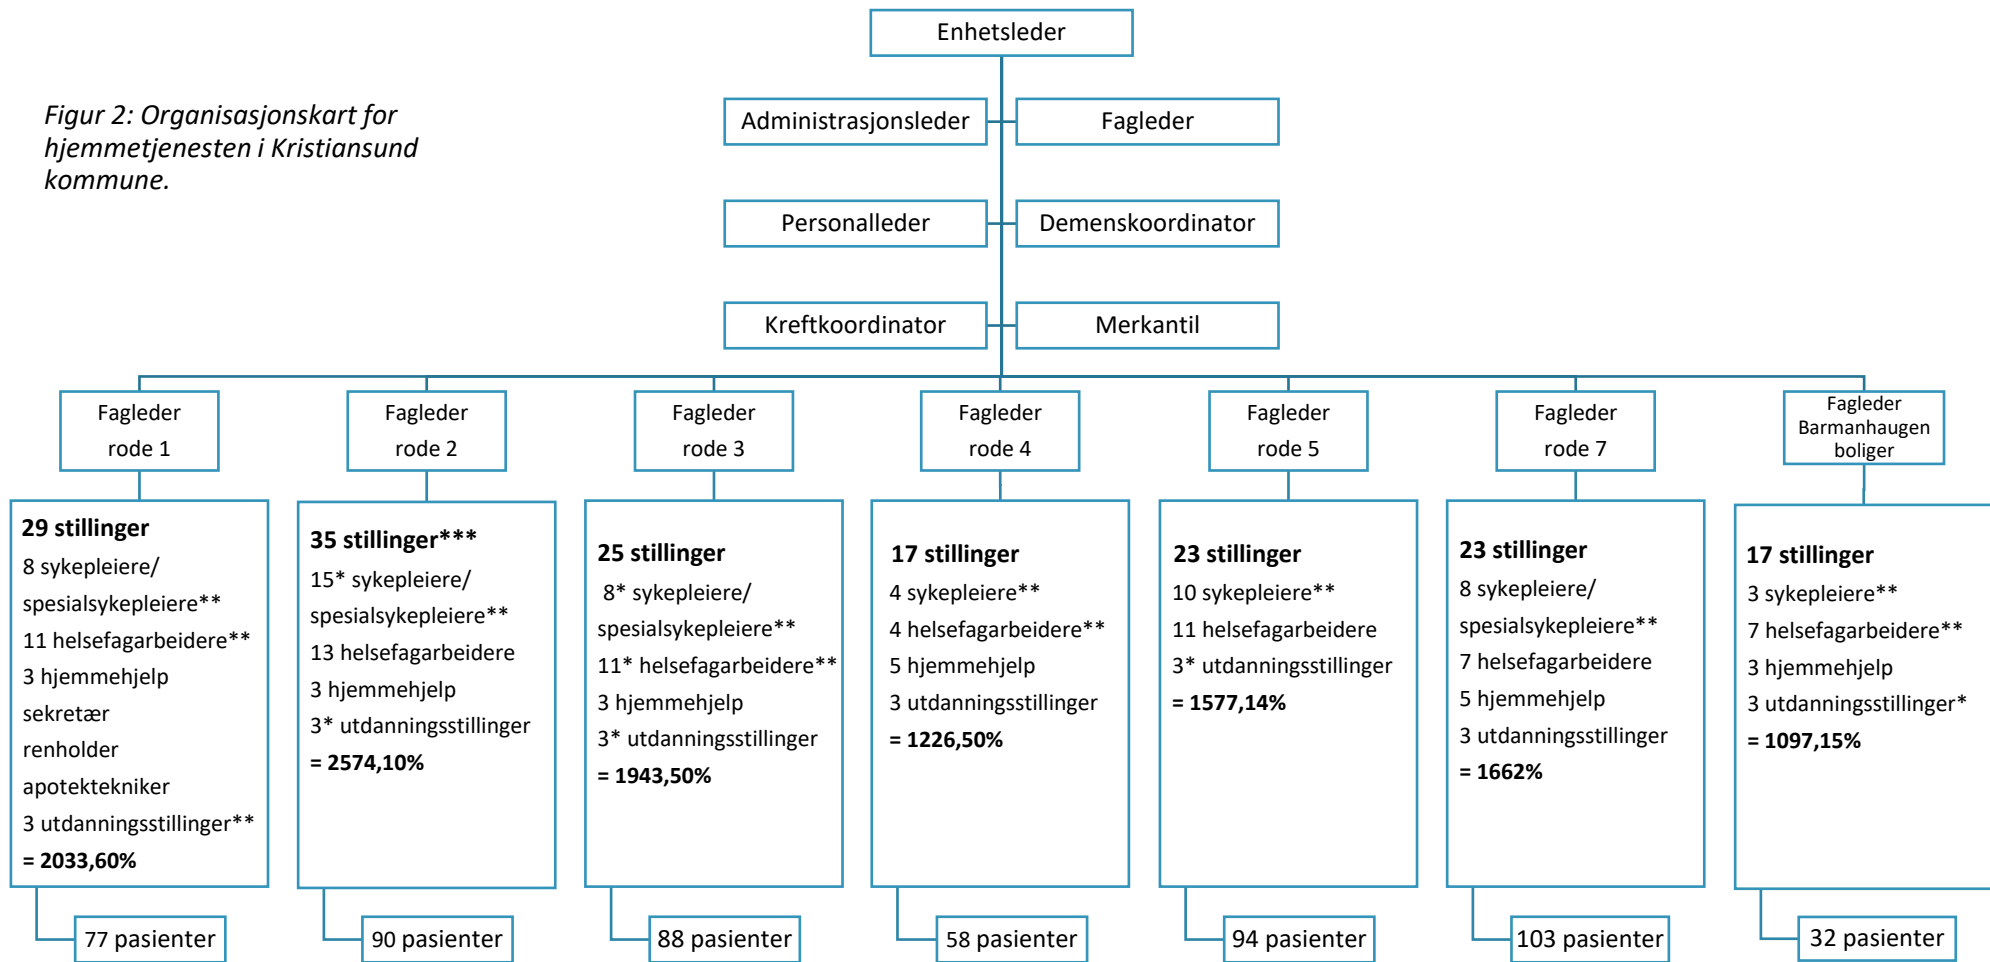 Enhetsleder
Figur 2: Organisasjonskart for
hjemmetjenesten i Kristiansund
kommune.
Administrasjonsleder
Fagleder
Personalleder
Demenskoordinator
Kreftkoordinator
Merkantil
Fagleder
rode 1
Fagleder
rode 2
Fagleder
rode 3
Fagleder
rode 4
Fagleder
rode 5
Fagleder
rode 7
Fagleder
Barmanhaugen
boliger
29 stillinger
8 sykepleiere/
spesialsykepleiere**
11 helsefagarbeidere**
3 hjemmehjelp
sekretær
renholder
apotektekniker
3 utdanningsstillinger**
= 2033,60%
35 stillinger***
15* sykepleiere/
spesialsykepleiere**
13 helsefagarbeidere
3 hjemmehjelp
3* utdanningsstillinger
= 2574,10%
25 stillinger
8* sykepleiere/
spesialsykepleiere**
11* helsefagarbeidere**
3 hjemmehjelp
3* utdanningsstillinger
= 1943,50%
17 stillinger
4 sykepleiere**
4 helsefagarbeidere**
5 hjemmehjelp
3 utdanningsstillinger
= 1226,50%
23 stillinger
10 sykepleiere**
11 helsefagarbeidere
3* utdanningsstillinger
= 1577,14%
23 stillinger
8 sykepleiere/
spesialsykepleiere**
7 helsefagarbeidere
5 hjemmehjelp
3 utdanningsstillinger
= 1662%
17 stillinger
3 sykepleiere**
7 helsefagarbeidere**
3 hjemmehjelp
3 utdanningsstillinger*
= 1097,15%
77 pasienter
90 pasienter
88 pasienter
58 pasienter
94 pasienter
103 pasienter
32 pasienter